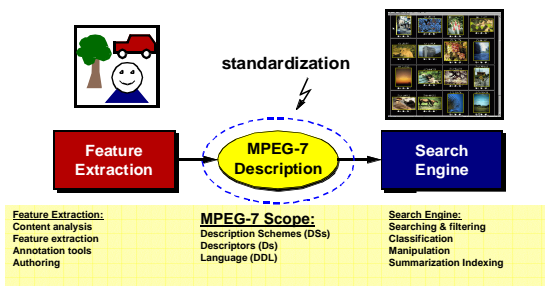 standardization
Feature
Extraction
MPEG-7
Description
Search
Engine
Feature Extraction:
Content analysis
Feature extraction
Annotation tools
Authoring
MPEG-7 Scope:
Description Schemes (DSs)
Descriptors (Ds)
Language (DDL)
Search Engine:
Searching & filtering
Classification
Manipulation
Summarization Indexing